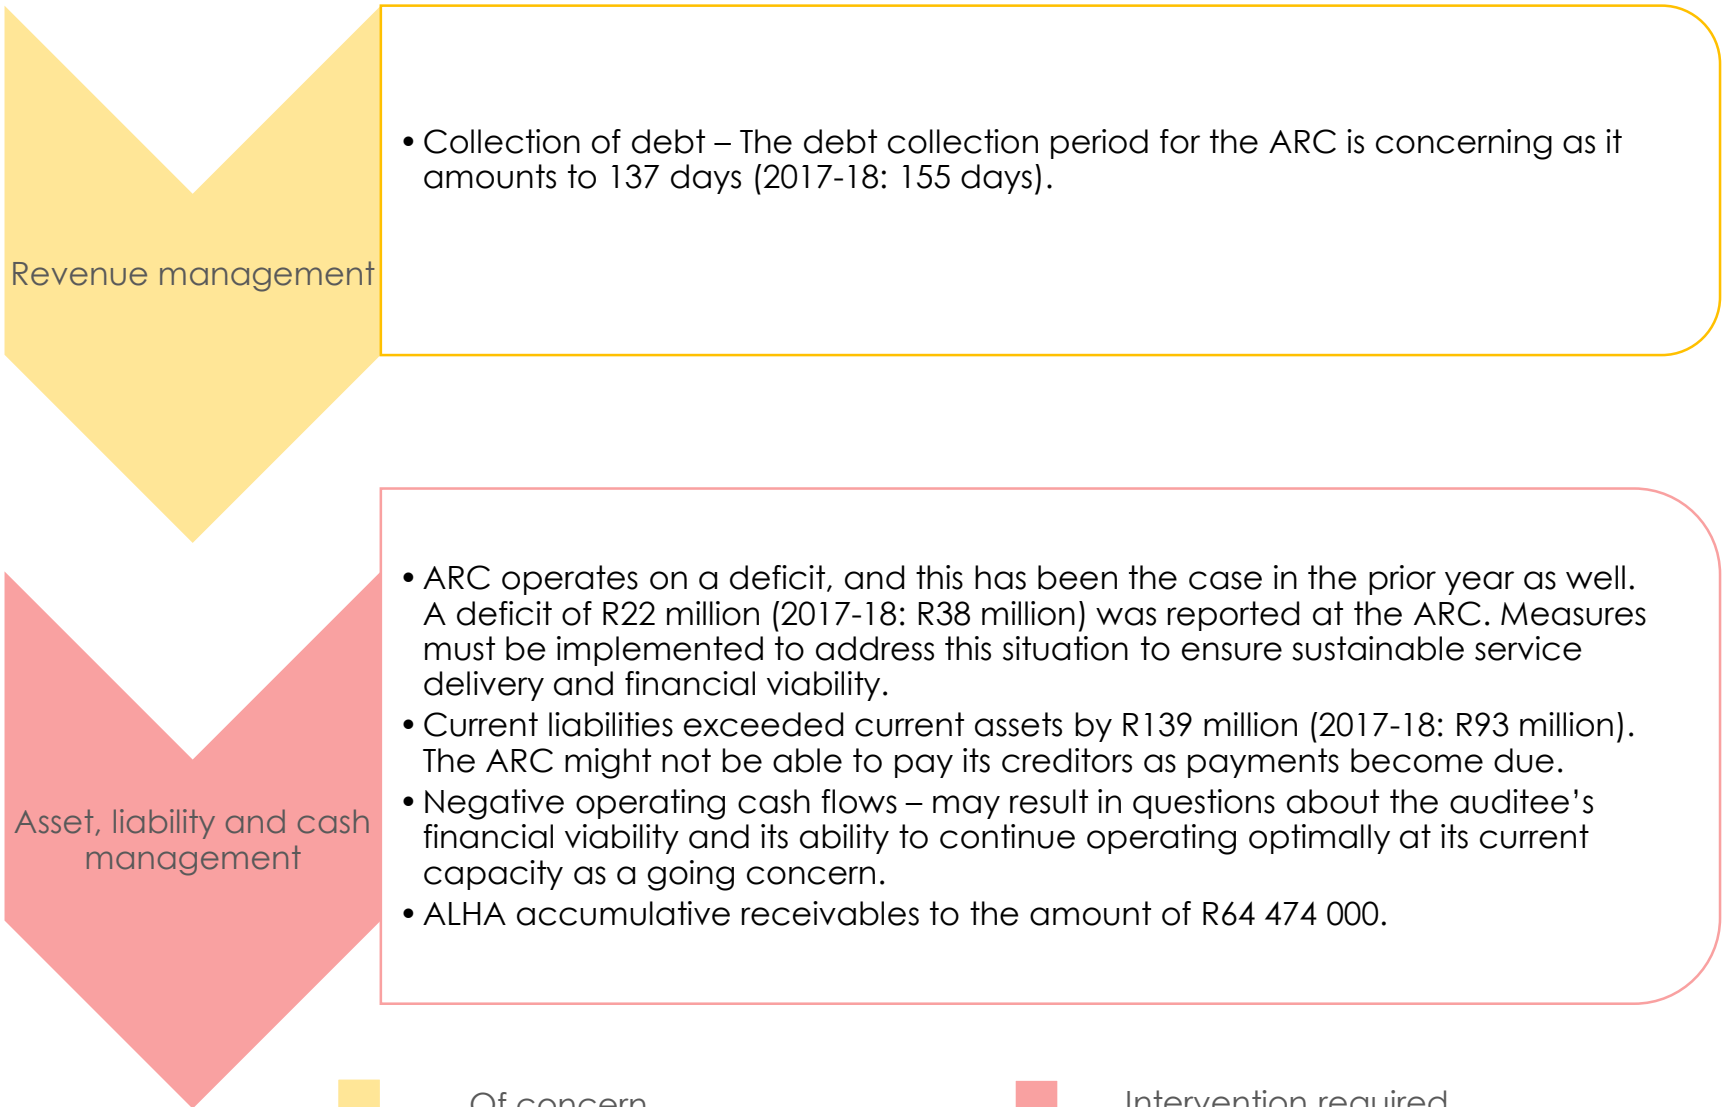 Revenue management
• Collection of debt – The debt collection period for the ARC is concerning as it
amounts to 137 days (2017-18: 155 days).
Asset, liability and cash
management
• ARC operates on a deficit, and this has been the case in the prior year as well.
A deficit of R22 million (2017-18: R38 million) was reported at the ARC. Measures
must be implemented to address this situation to ensure sustainable service
delivery and financial viability.
• Current liabilities exceeded current assets by R139 million (2017-18: R93 million).
The ARC might not be able to pay its creditors as payments become due.
• Negative operating cash flows – may result in questions about the auditee’s
financial viability and its ability to continue operating optimally at its current
capacity as a going concern.
• ALHA accumulative receivables to the amount of R64 474 000.
Of concern
Intervention required